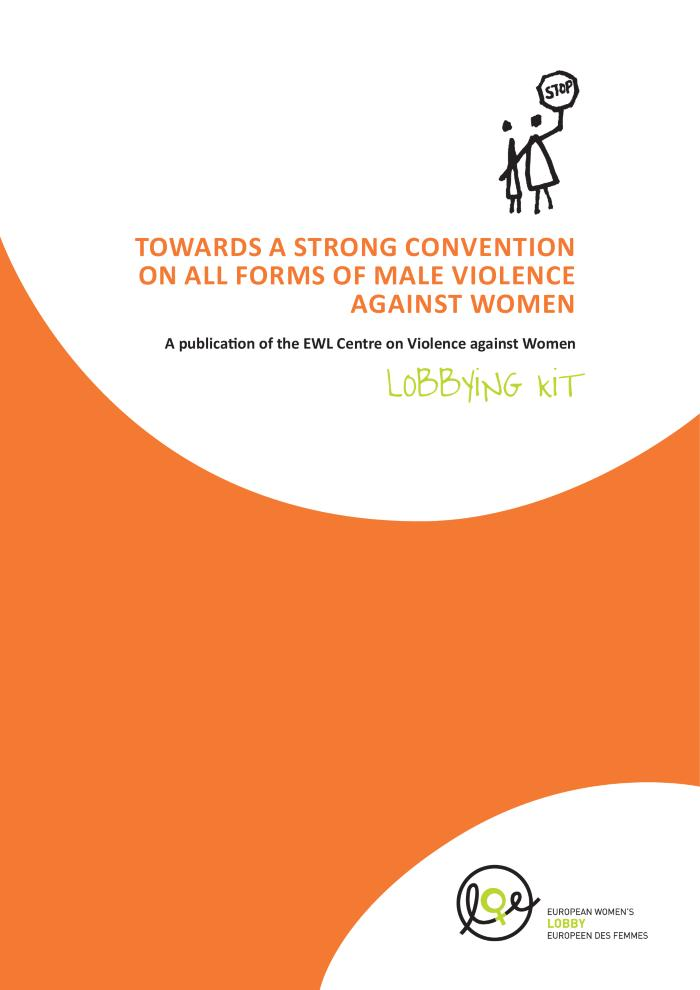 STOP
TOWARDS A STRONG CONVENTION
ON ALL FORMS OF MALE VIOLENCE
AGAINST WOMEN
A publication of the EWL Centre on Violence against Women
LOBBYiNG KiT
EUROPEAN WOMEN'S
LOBBY
EUROPEEN DES FEMMES